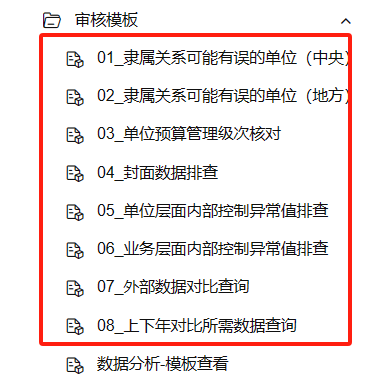 审核模板
01_隶属关系可能有误的单位（中央）
02_隶属关系可能有误的单位（地方）
03_单位预算管理级次核对
04_封面数据排查
05_单位层面内部控制异常值排查
06_业务层面内部控制异常值排查
07_外部数据对比查询
08_上下年对比所需数据查询
数据分析-模板查看